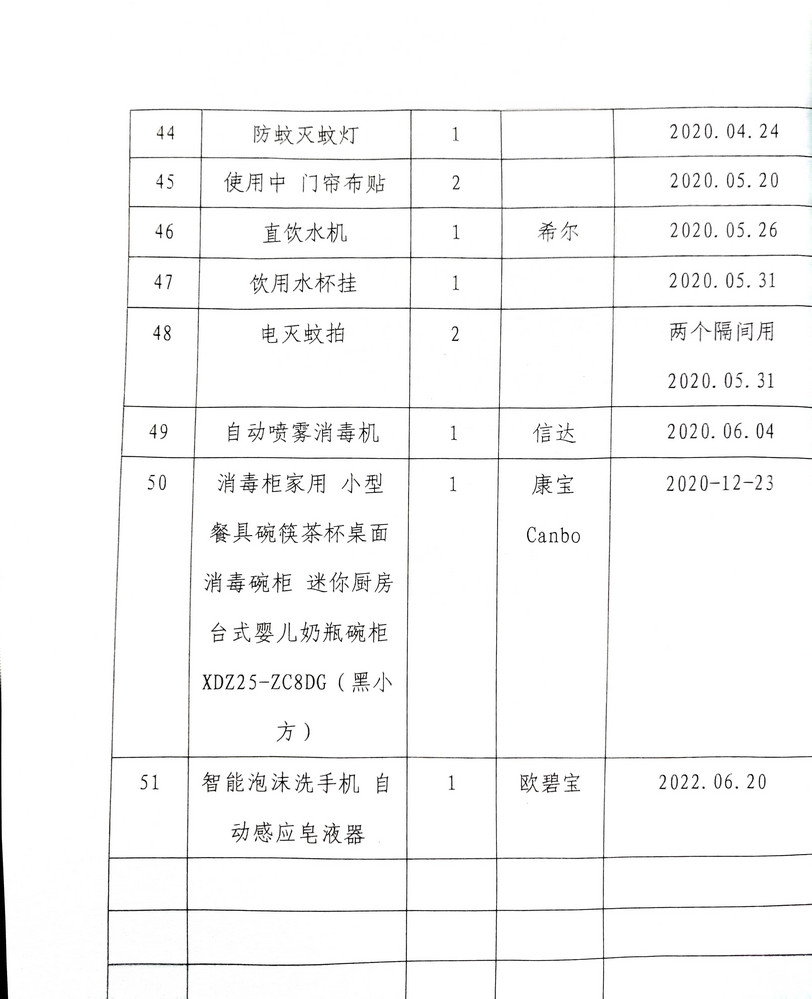 44 防蚊灭蚊灯 1 2020.04.24
45 使用中 门帘布贴 2 2020.05.20
46 直饮水机 1 希尔 2020.05.26
47 饮用水杯挂 1 2020.05.31
48 电灭蚊拍 2 两个隔间用
2020.05.31
49 自动喷雾消毒机 1 信达 2020.06.04
50 消毒柜家用 小型 1 康宝 2020-12-23
餐具碗筷茶杯桌面 Canbo
消毒碗柜 迷你厨房
台式婴儿奶瓶碗柜
XDZ25-ZC8DG（黑小
方）
51 智能泡沫洗手机 自 1 欧碧宝 2022.06.20
动感应皂液器